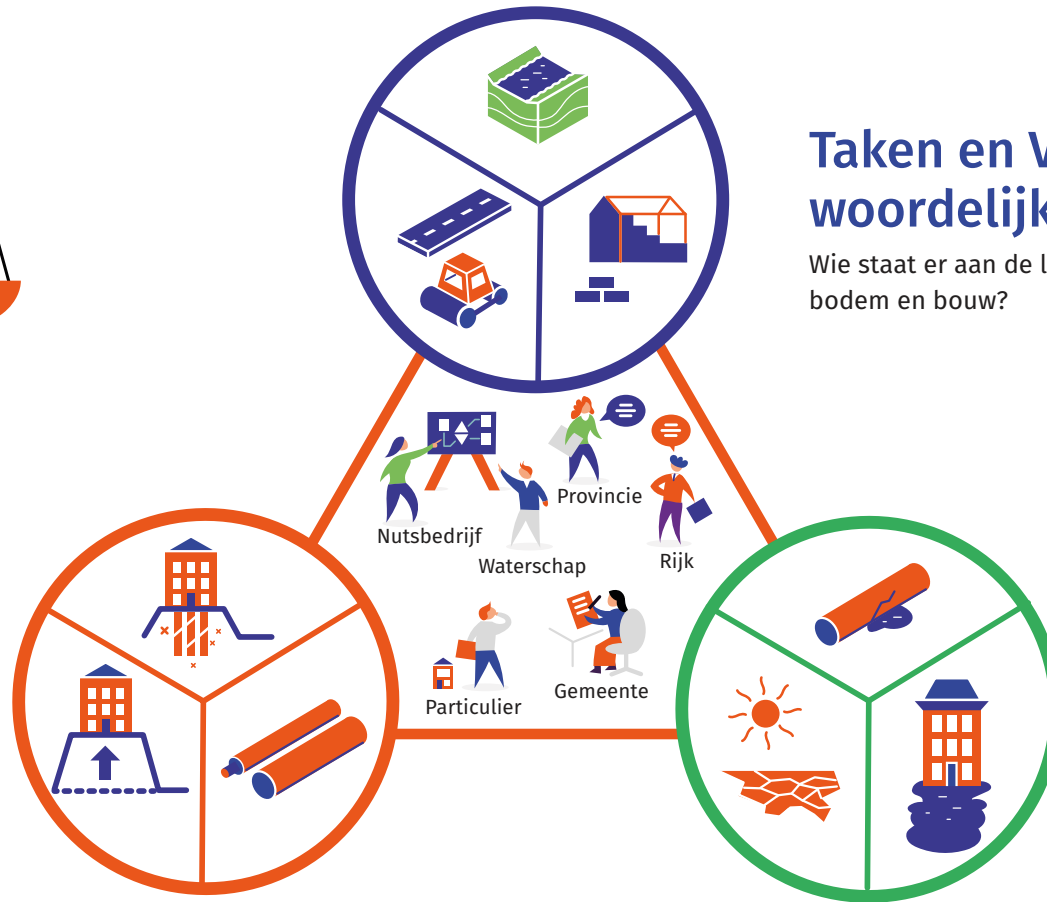 Taken en V
woordelijk
Wie staat er aan de l
bodem en bouw?
Provincie
Nutsbedrijf
Waterschap
Rijk
Gemeente
Particulier